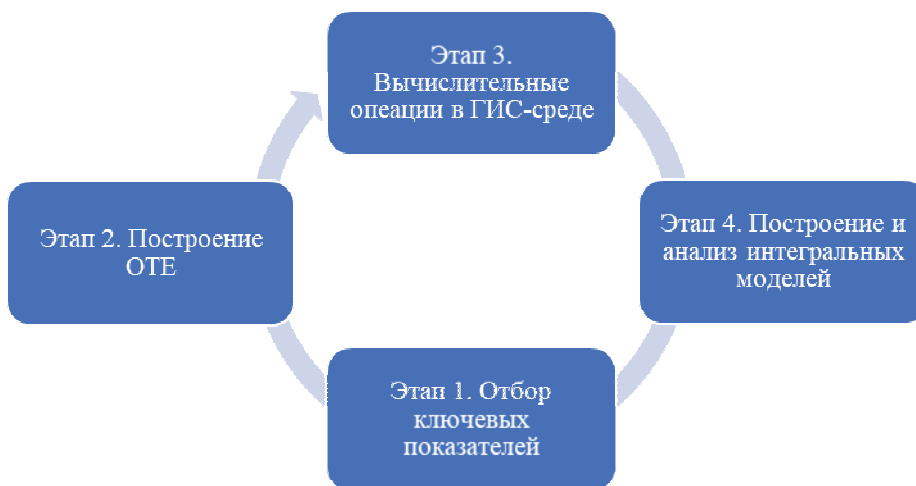 Этап 3.
Вычислительные
опеации в ГИС-среде
Этап 2. Построение
ОТЕ
Этап 4. Построение и
анализ интегральных
моделей
Этап 1. Отбор
ключевых
показателей